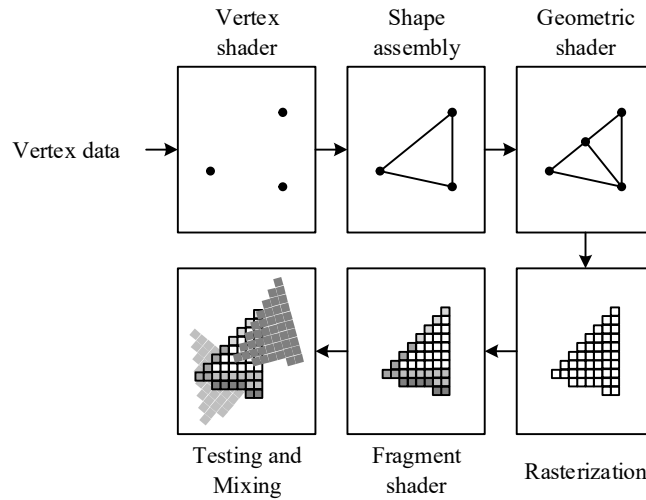 Vertex
shader
Shape
assembly
Geometric
shader
Vertex data
Testing and
Mixing
Fragment
shader
Rasterization